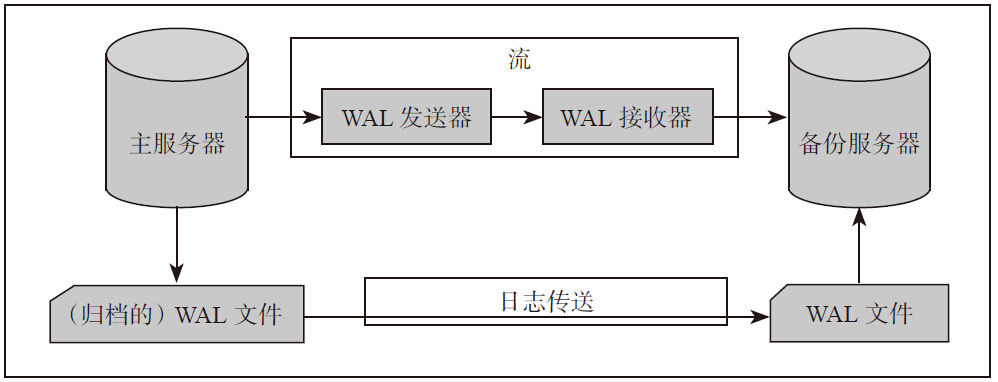 流
主服务器
WAL 发送器
WAL 接收器
备份服务器
（归档的）WAL 文件
日志传送
WAL 文件